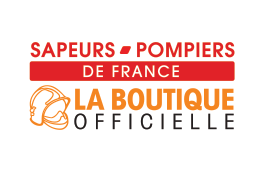 SAPEURS-POMPIERS
DE FRANCE
LA BOUTIQUE
OFFICIELLE